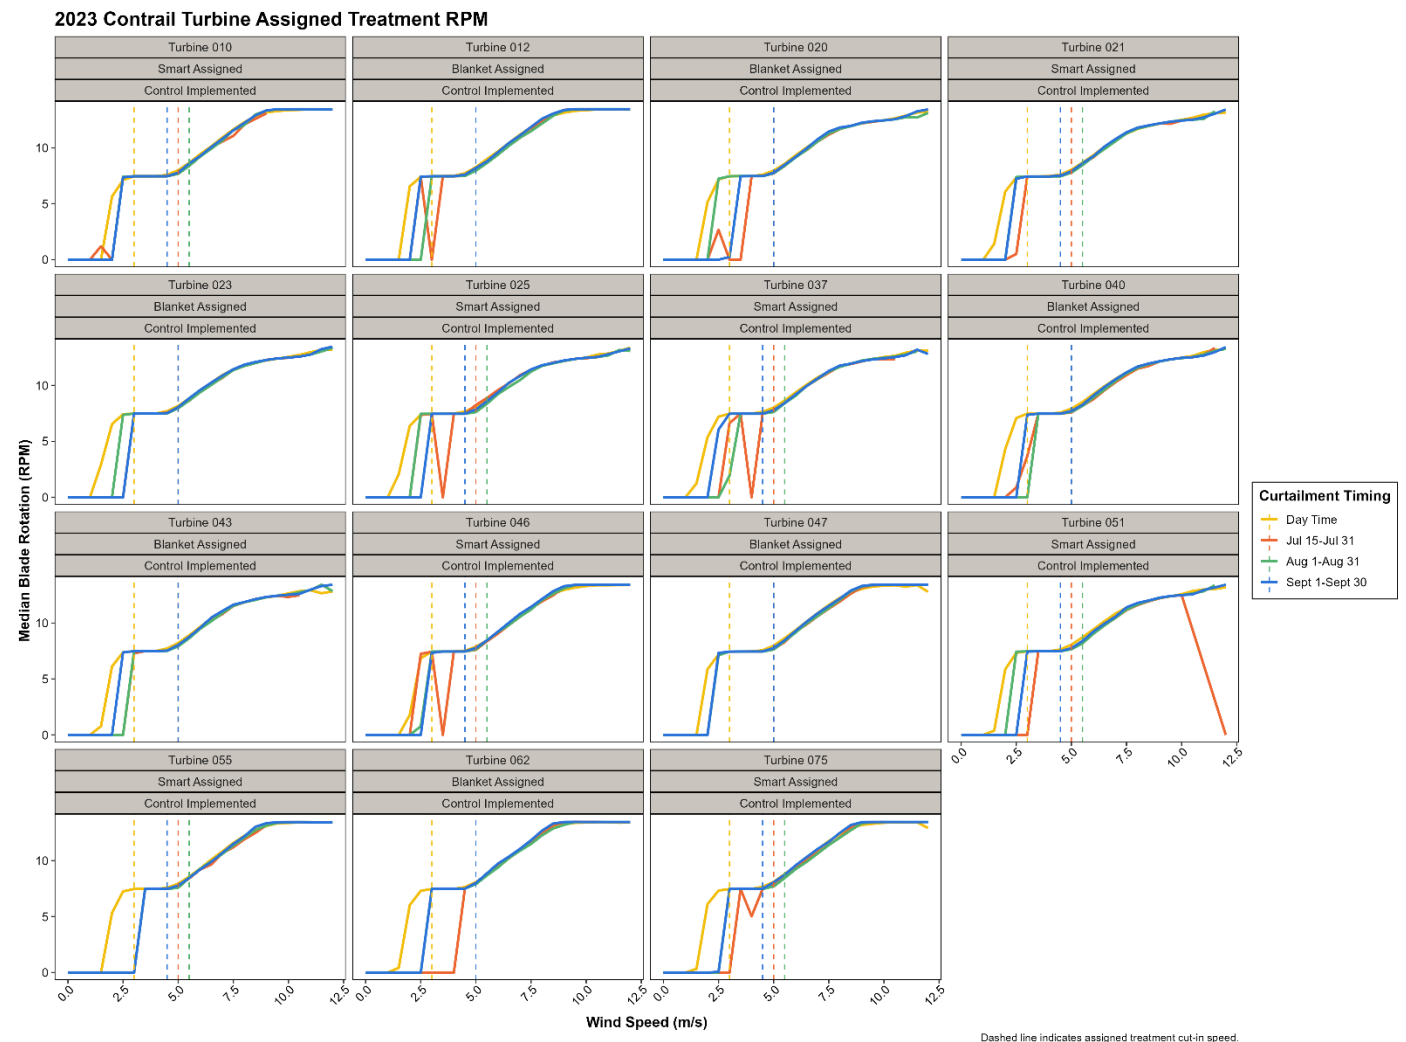 2023 Contrail Turbine Assigned Treatment RPM
Turbine 010
Smart Assigned
Control Implemented
Turbine 012
Blanket Assigned
Control Implemented
Turbine 020
Blanket Assigned
Control Implemented
Turbine 021
Smart Assigned
Control Implemented
10
5
0
Turbine 023
Blanket Assigned
Control Implemented
Turbine 025
Smart Assigned
Control Implemented
Turbine 037
Smart Assigned
Control Implemented
Turbine 040
Blanket Assigned
Control Implemented
10
5
0
Turbine 043
Blanket Assigned
Control Implemented
Turbine 046
Smart Assigned
Control Implemented
Turbine 047
Blanket Assigned
Control Implemented
Turbine 051
Smart Assigned
Control Implemented
10
5
0
0.0 2.5 5.0 7.5 10.0 12.5
Turbine 055
Smart Assigned
Control Implemented
Turbine 062
Blanket Assigned
Control Implemented
Turbine 075
Smart Assigned
Control Implemented
10
5
0
0.0 2.5 5.0 7.5 10.0 12.5
0.0 2.5 5.0 7.5 10.0 12.5
0.0 2.5 5.0 7.5 10.0 12.5
Median Blade Rotation (RPM)
Wind Speed (m/s)
Curtailment Timing
Day Time
Jul 15-Jul 31
Aug 1-Aug 31
Sept 1-Sept 30
Dashed line indicates assigned treatment cut-in speed.